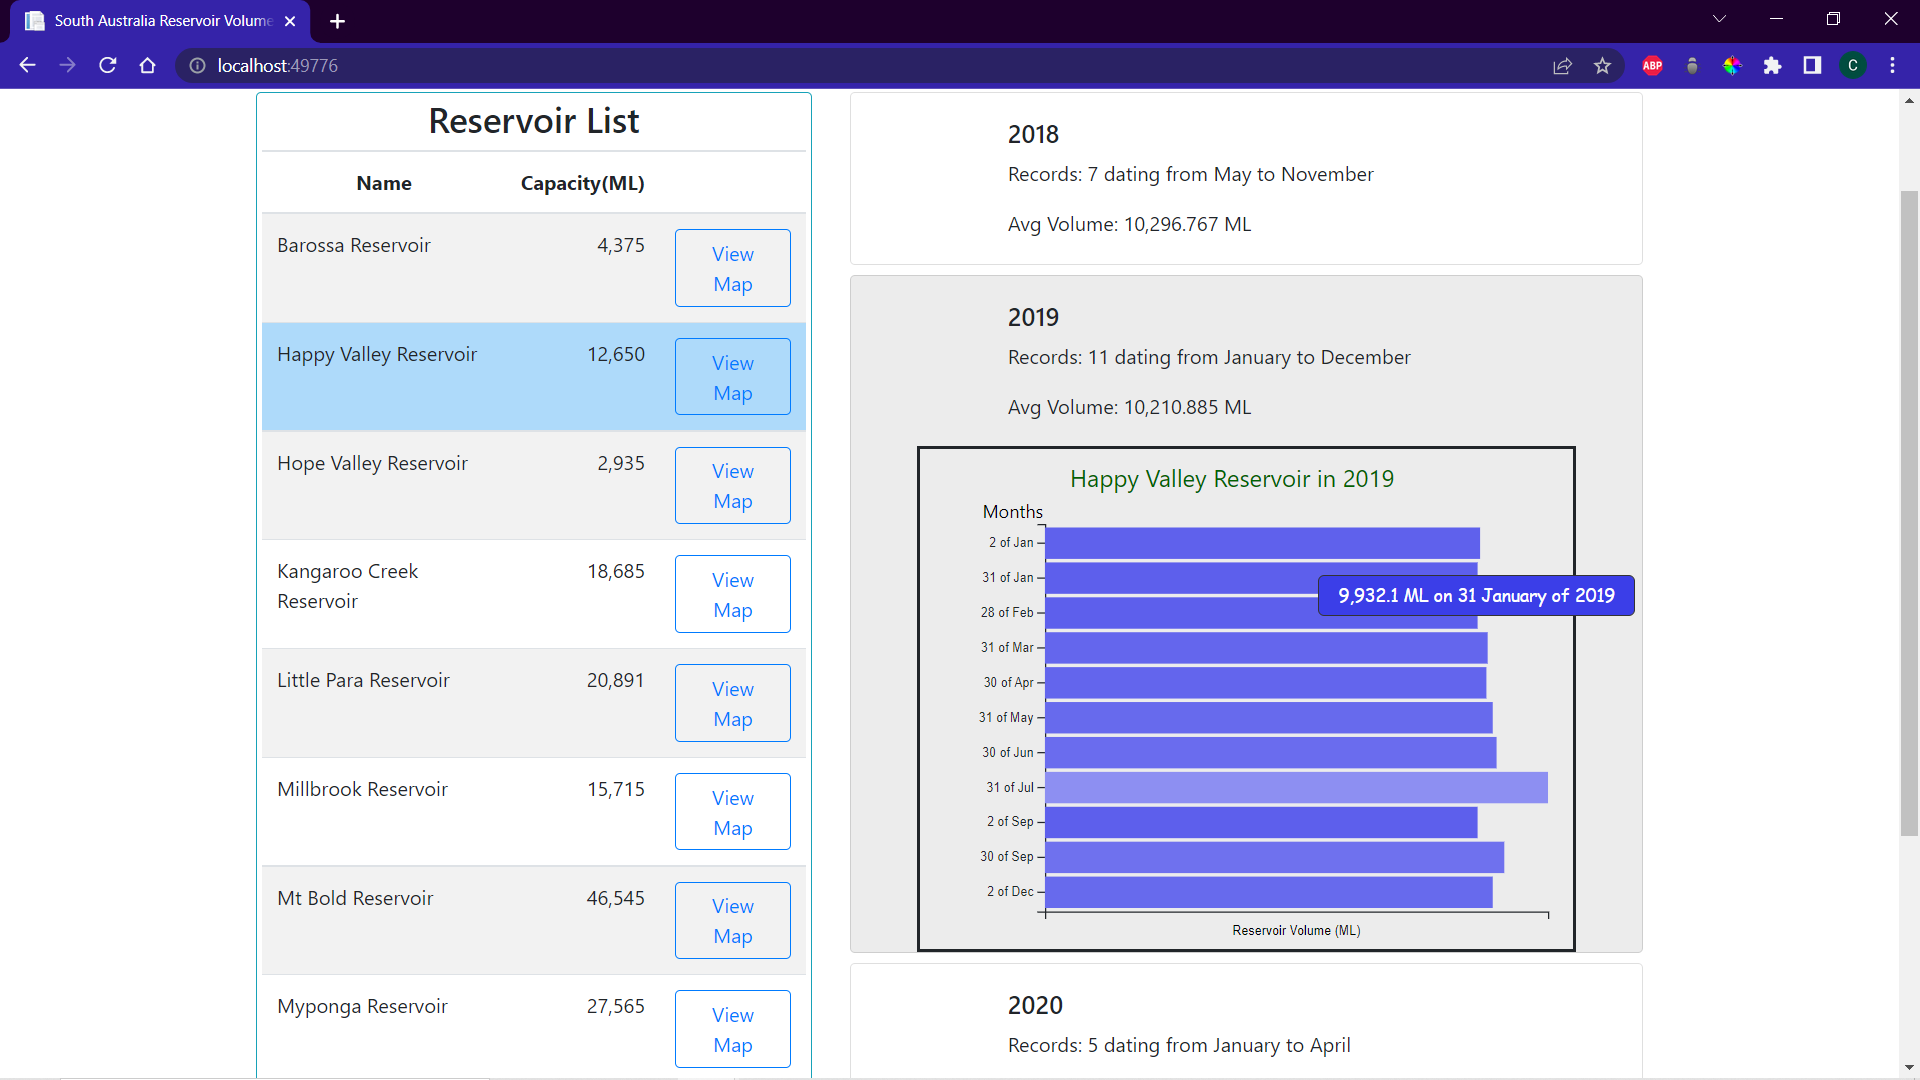 South Australia Reservoir Volume
localhost:49776
ABP
C
Reservoir List
Name Capacity(ML)
Barossa Reservoir 4,375 View Map
Happy Valley Reservoir 12,650 View Map
Hope Valley Reservoir 2,935 View Map
Kangaroo Creek Reservoir 18,685 View Map
Little Para Reservoir 20,891 View Map
Millbrook Reservoir 15,715 View Map
Mt Bold Reservoir 46,545 View Map
Myponga Reservoir 27,565 View Map
2018
Records: 7 dating from May to November
Avg Volume: 10,296.767 ML
2019
Records: 11 dating from January to December
Avg Volume: 10,210.885 ML
Happy Valley Reservoir in 2019
Months
2 of Jan
31 of Jan
9,932.1 ML on 31 January of 2019
28 of Feb
31 of Mar
30 of Apr
31 of May
30 of Jun
31 of Jul
2 of Sep
30 of Sep
2 of Dec
Reservoir Volume (ML)
2020
Records: 5 dating from January to April